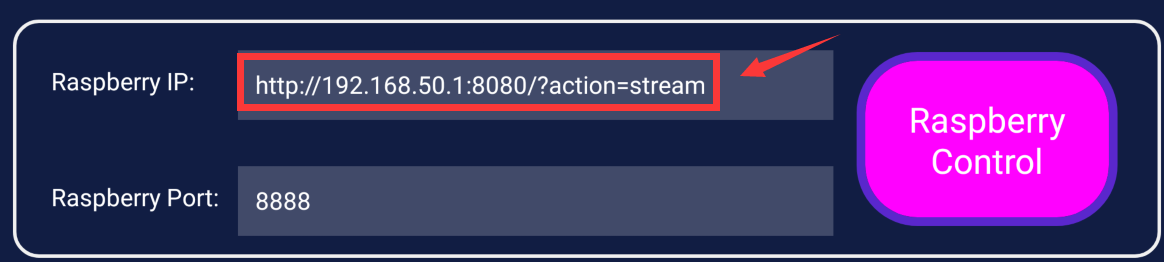 Raspberry IP:
http://192.168.50.1:8080/?action=stream
Raspberry Port:
8888
Raspberry
Control